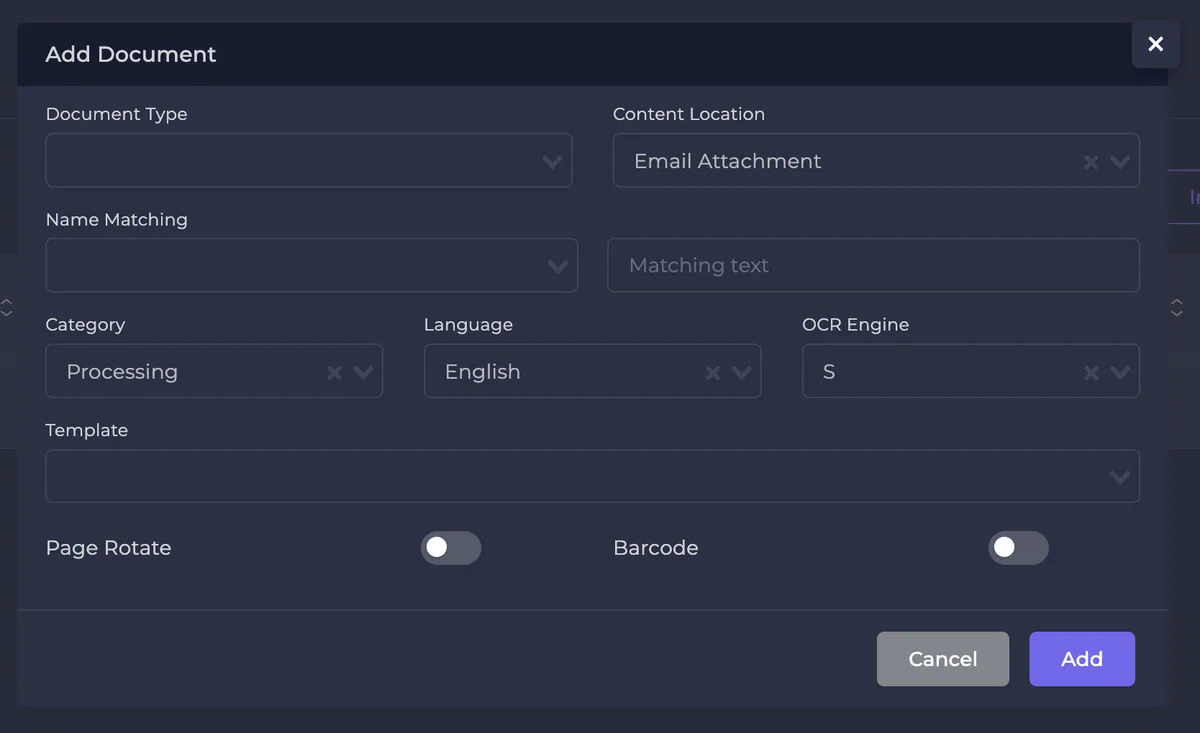 Add Document
Document Type
Content Location
Email Attachment
Name Matching
Matching text
Category
Language
OCR Engine
Processing
English
S
Template
Page Rotate
Barcode
Cancel
Add